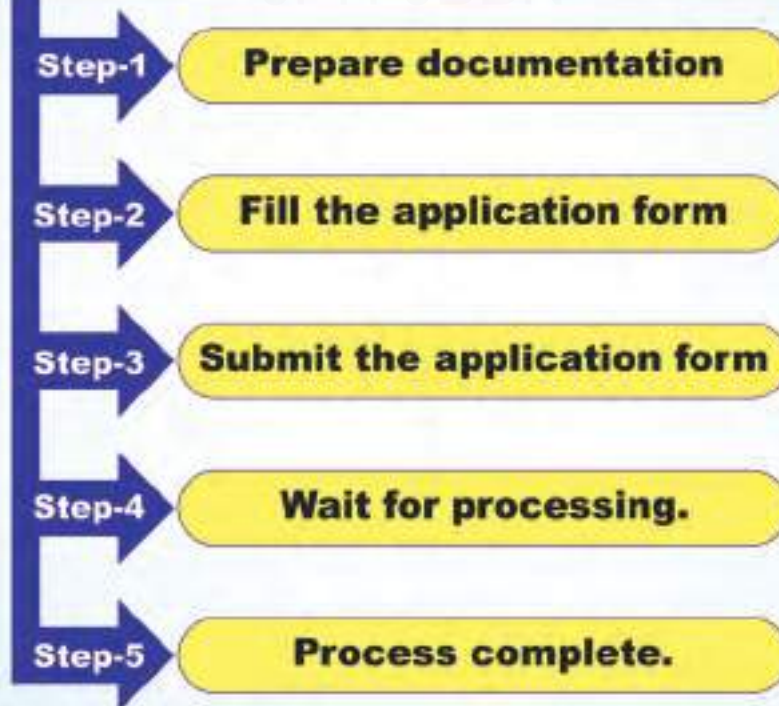 Step-1 Prepare documentation
Step-2 Fill the application form
Step-3 Submit the application form
Step-4 Wait for processing.
Step-5 Process complete.